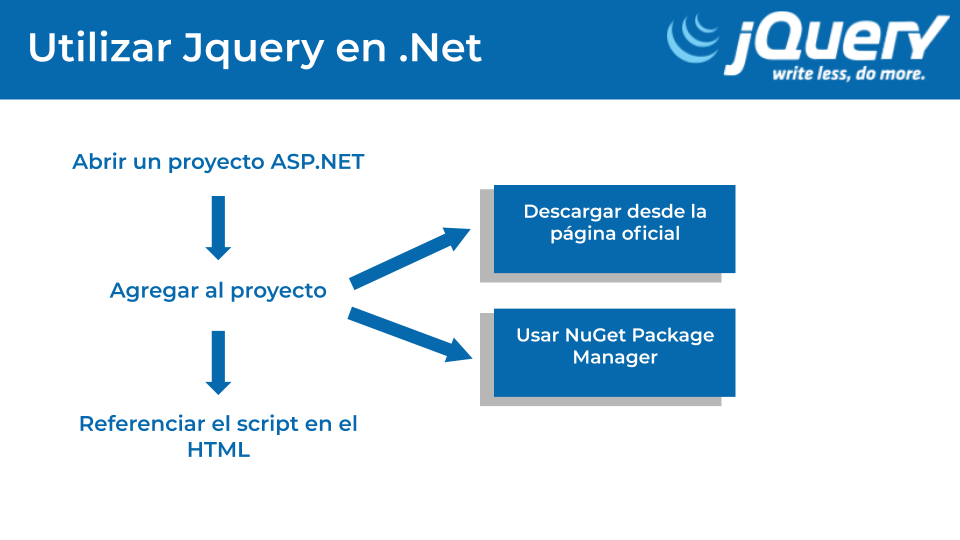 Utilizar Jquery en .Net
jQuery
write less, do more.
Abrir un proyecto ASP.NET
Descargar desde la
página oficial
Agregar al proyecto
Usar NuGet Package
Manager
Referenciar el script en el
HTML